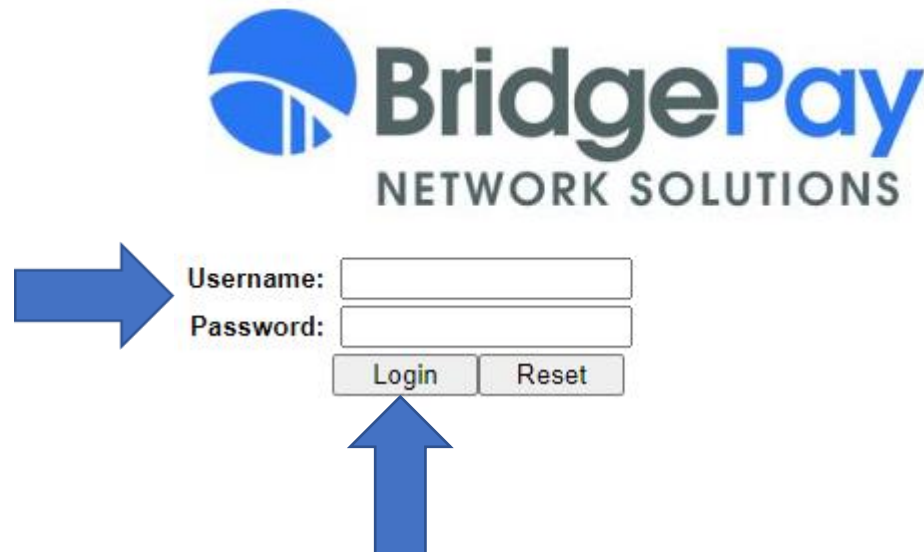 BridgePay
NETWORK SOLUTIONS
Username:
Password:
Login Reset